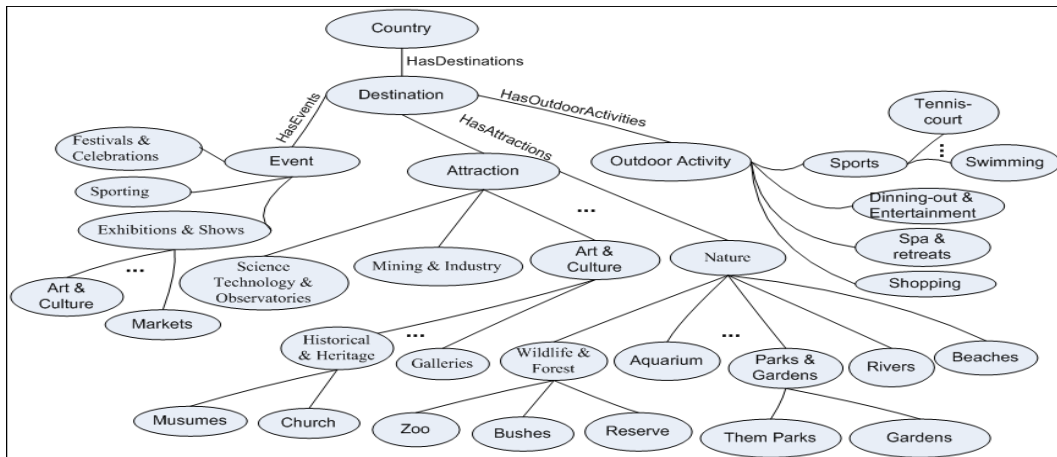 Country
HasDestinations
Destination
HasEvents
HasAttractions
HasOutdoorActivities
Tennis-
court
Festivals &
Celebrations
Event
Attraction
Outdoor Activity
Sports
...
Swimming
Sporting
Dinning-out &
Entertainment
Exhibitions & Shows
...
Science
Technology &
Observatories
Mining & Industry
Art &
Culture
Nature
Spa &
retreats
Shopping
Art &
Culture
...
Markets
Historical
& Heritage
...
Galleries
Wildlife &
Forest
Aquarium
...
Parks &
Gardens
Rivers
Beaches
Musumes
Church
Zoo
Bushes
Reserve
Them Parks
Gardens